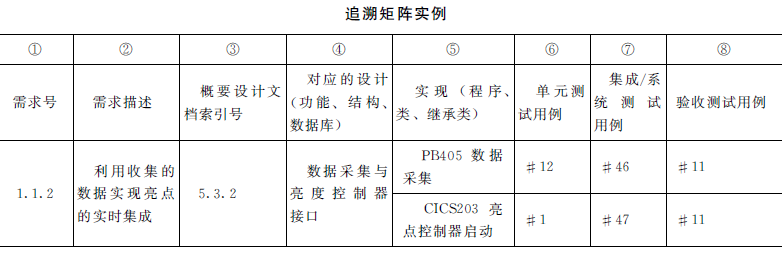 追溯矩阵实例
① ② ③ ④ ⑤ ⑥ ⑦ ⑧
需求号
需求描述
概要设计文
档索引号
对应的设计
(功能、结构、
数据库)
实现(程序、
类、继承类)
单元测
试用例
集成/系
统测试
用例
验收测试用例
1.1.2
利用收集的
数据实现亮点
的实时集成
5.3.2
数据采集与
亮度控制器
接口
PB405 数据
采集
♯12
♯46
♯11
CICS203 亮
点控制器启动
♯1
♯47
♯11